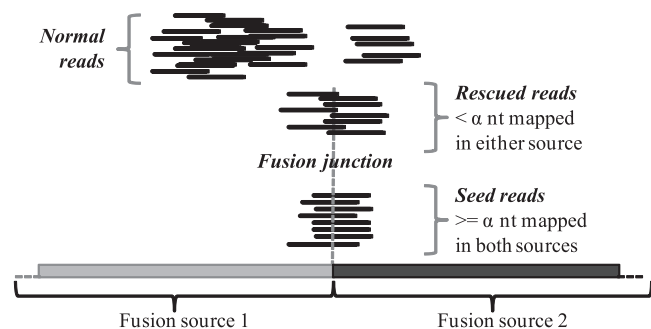 Normal
reads
Rescued reads
< α nt mapped
in either source
Fusion junction
Seed reads
>= α nt mapped
in both sources
Fusion source 1
Fusion source 2